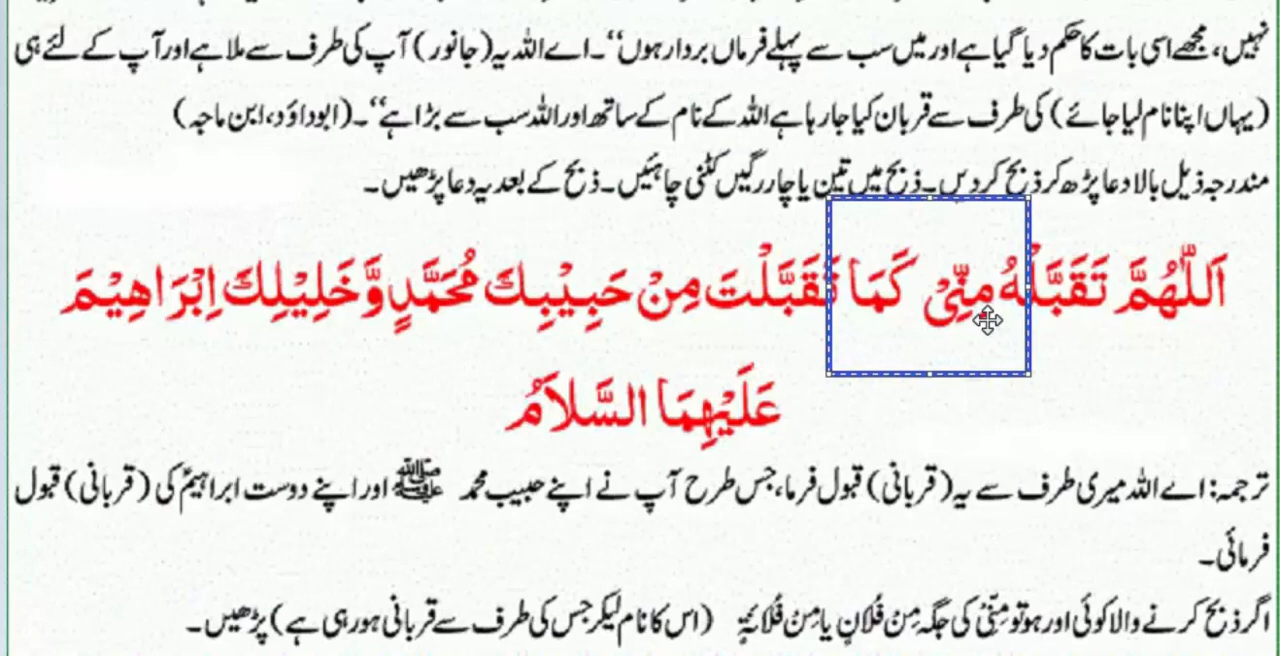 نہیں، مجھے اسی بات کا حکم دیا گیا ہے اور میں سب سے پہلے فرماں بردار ہوں‘‘۔ اے اللہ یہ (جانور) آپ کی طرف سے ملا ہے اور آپ کے لئے ہی
(یہاں اپنا نام لیا جائے) کی طرف سے قربان کیا جا رہا ہے اللہ کے نام کے ساتھ اور اللہ سب سے بڑا ہے‘‘۔ (ابوداؤد، ابن ماجہ)
مندرجہ ذیل بالا دعا پڑھ کر ذبح کر دیں۔ ذبح میں تین یا چار رگیں کٹنی چاہئیں۔ ذبح کے بعد یہ دعا پڑھیں۔
اَللّٰهُمَّ تَقَبَّلْهُ مِنِّيْ كَمَا تَقَبَّلْتَ مِنْ حَبِيْبِكَ مُحَمَّدٍ وَّخَلِيْلِكَ اِبْرَاهِيْمَ
عَلَيْهِمَا السَّلَامُ
ترجمہ: اے اللہ میری طرف سے یہ (قربانی) قبول فرما، جس طرح آپ نے اپنے حبیب محمد ﷺ اور اپنے دوست ابراہیمؑ کی (قربانی) قبول
فرمائی۔
اگر ذبح کرنے والا کوئی اور ہو تو مِنِّیْ کی جگہ مِنْ فُلَانٍ یا مِنْ فُلَانَۃٍ (اس کا نام لیکر جس کی طرف سے قربانی ہو رہی ہے) پڑھیں۔